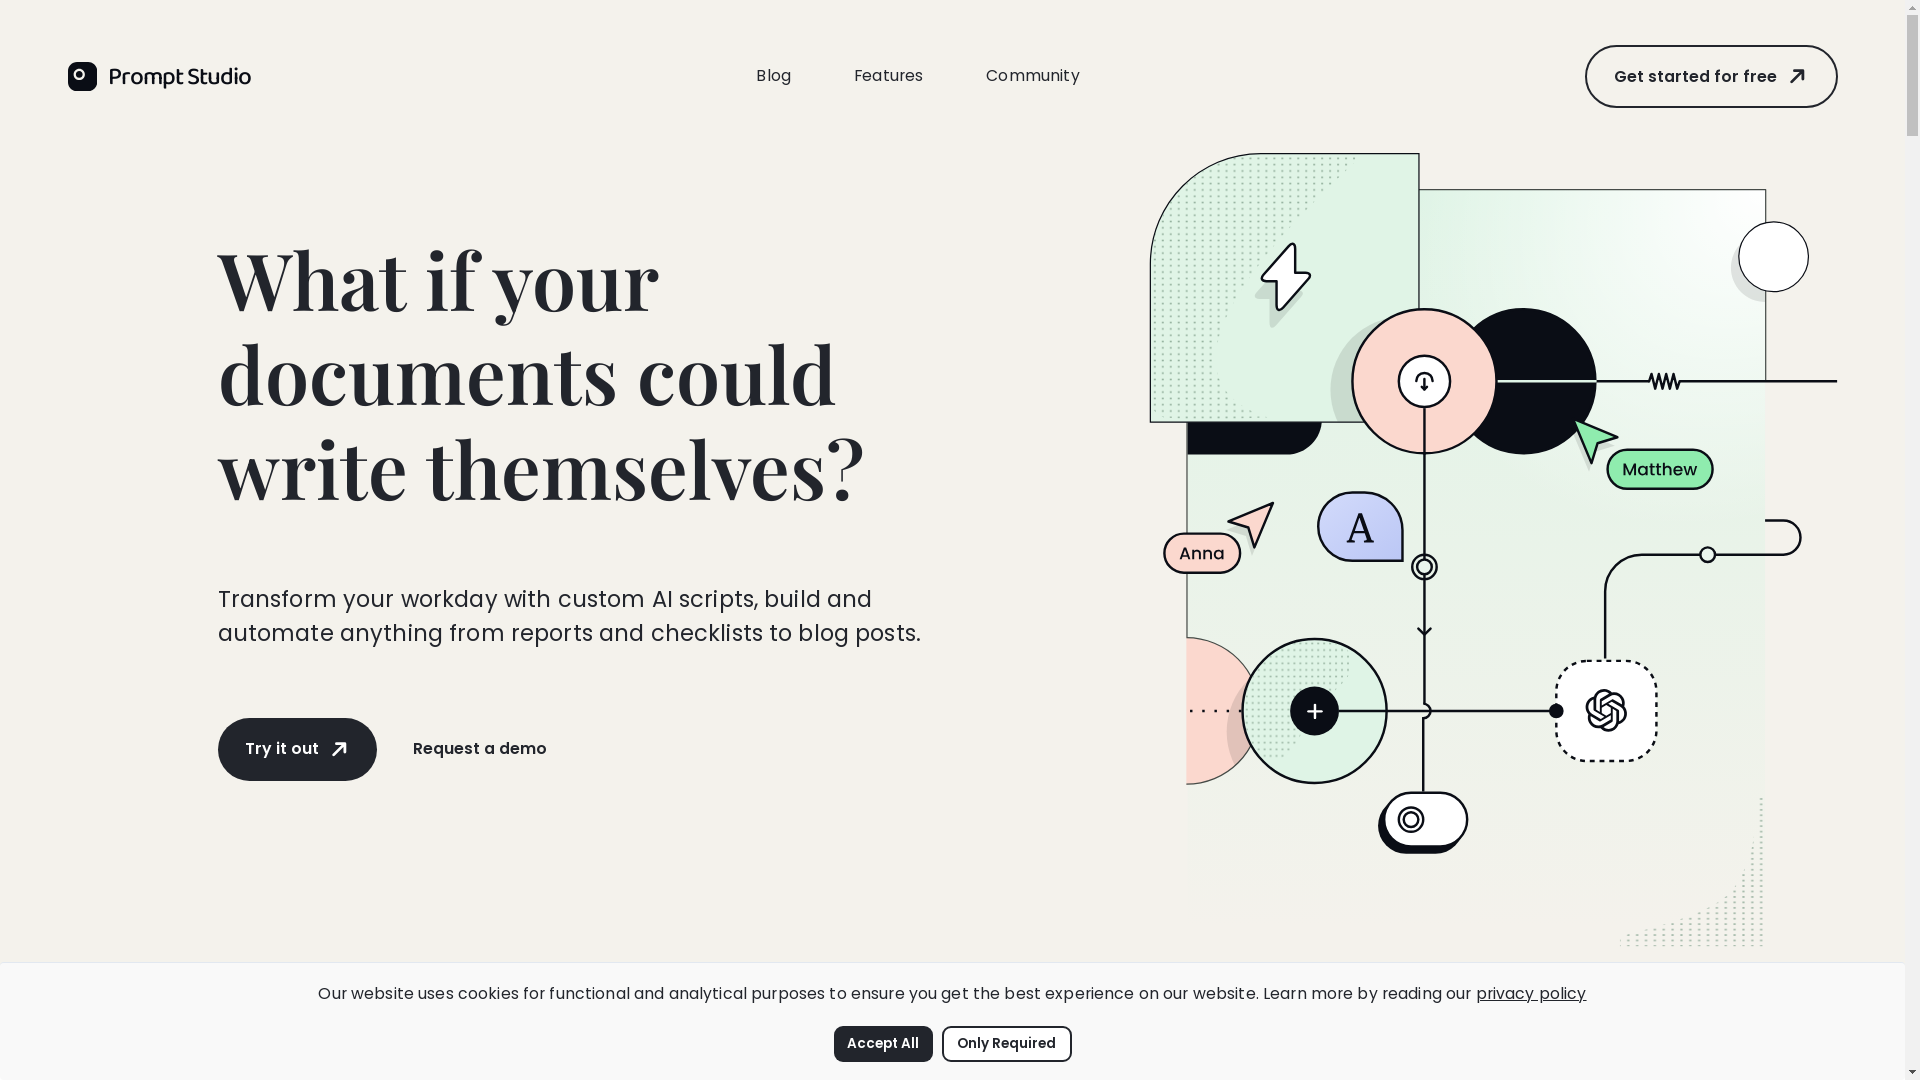 Prompt Studio
Blog
Features
Community
Get started for free
What if your
documents could
write themselves?
Transform your workday with custom AI scripts, build and
automate anything from reports and checklists to blog posts.
Try it out
Request a demo
Matthew
A
Anna
Our website uses cookies for functional and analytical purposes to ensure you get the best experience on our website. Learn more by reading our privacy policy
Accept All
Only Required